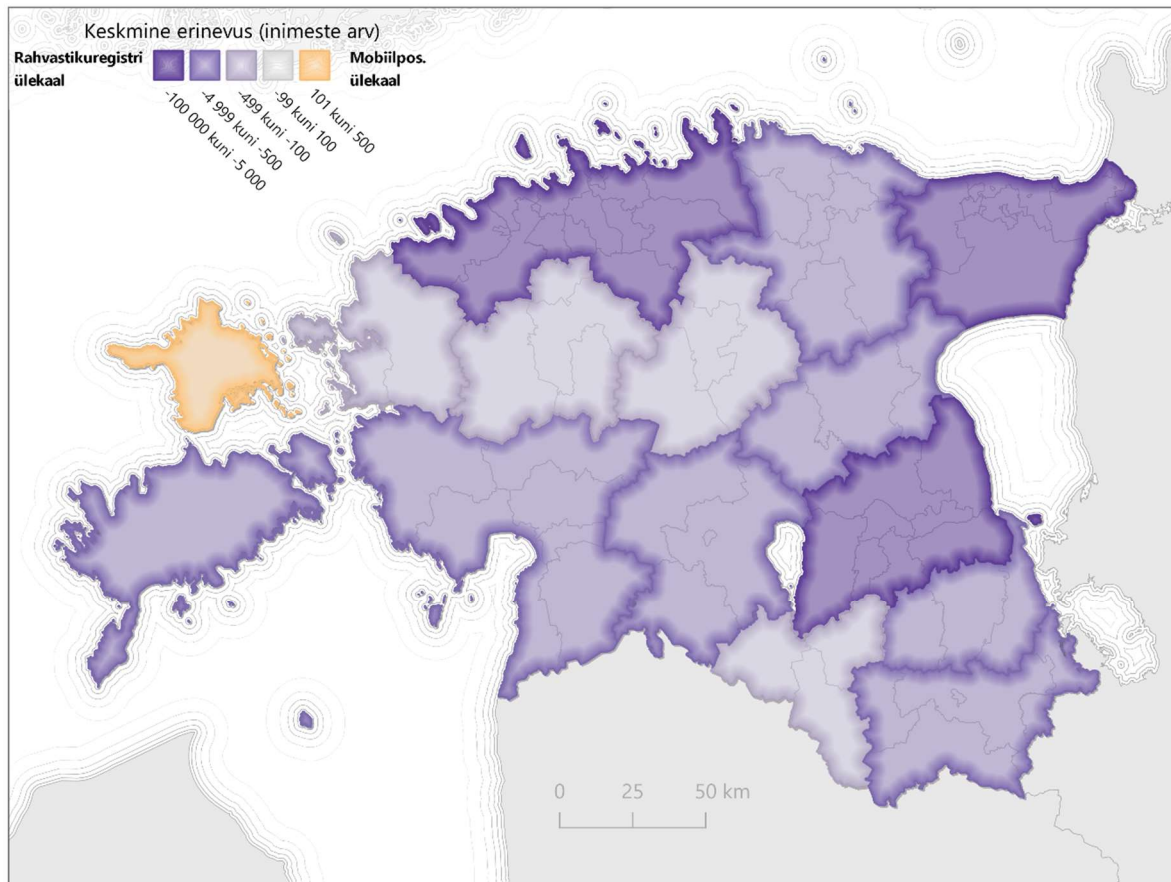 Keskmine erinevus (inimeste arv)
Rahvastikuregistri
ülekaal
Mobiilpos.
ülekaal
-100 000 kuni -5 000
-4 999 kuni -500
-499 kuni -100
-99 kuni 100
101 kuni 500
0 25 50 km